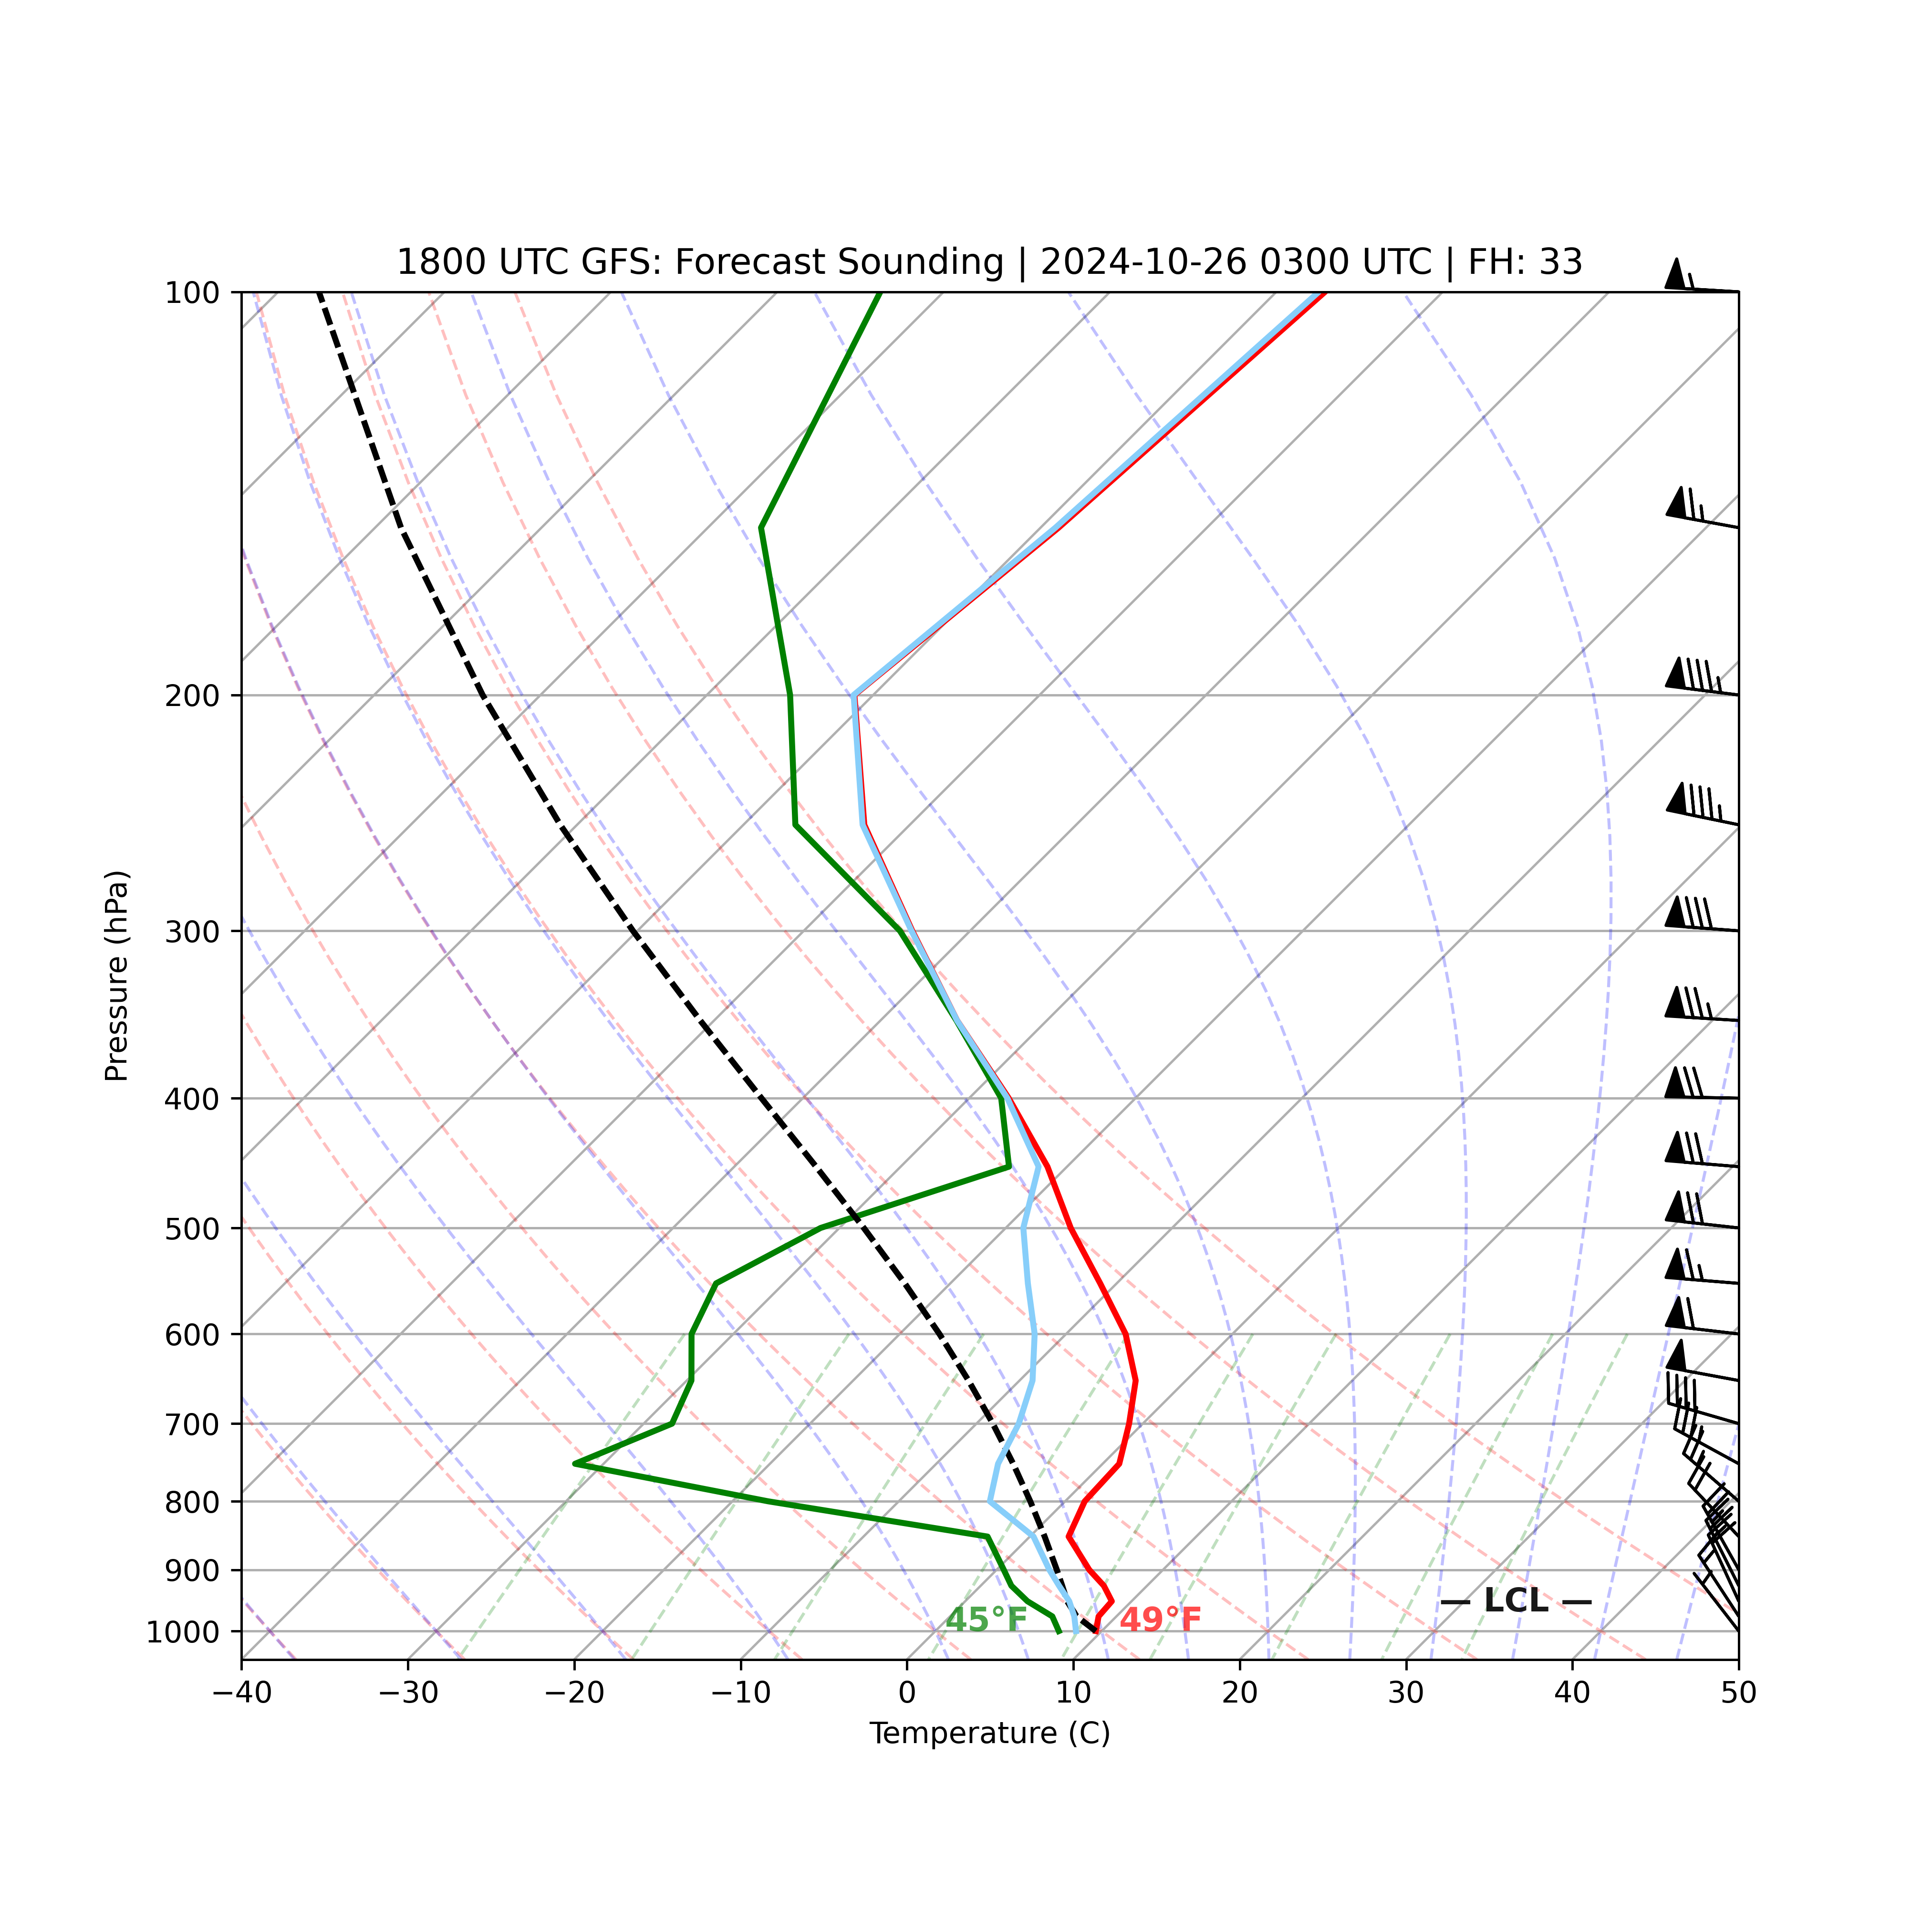 1800 UTC GFS: Forecast Sounding | 2024-10-26 0300 UTC | FH: 33
100
200
300
400
500
600
700
800
900
1000
Pressure (hPa)
45°F
49°F
— LCL —
−40 −30 −20 −10 0 10 20 30 40 50
Temperature (C)